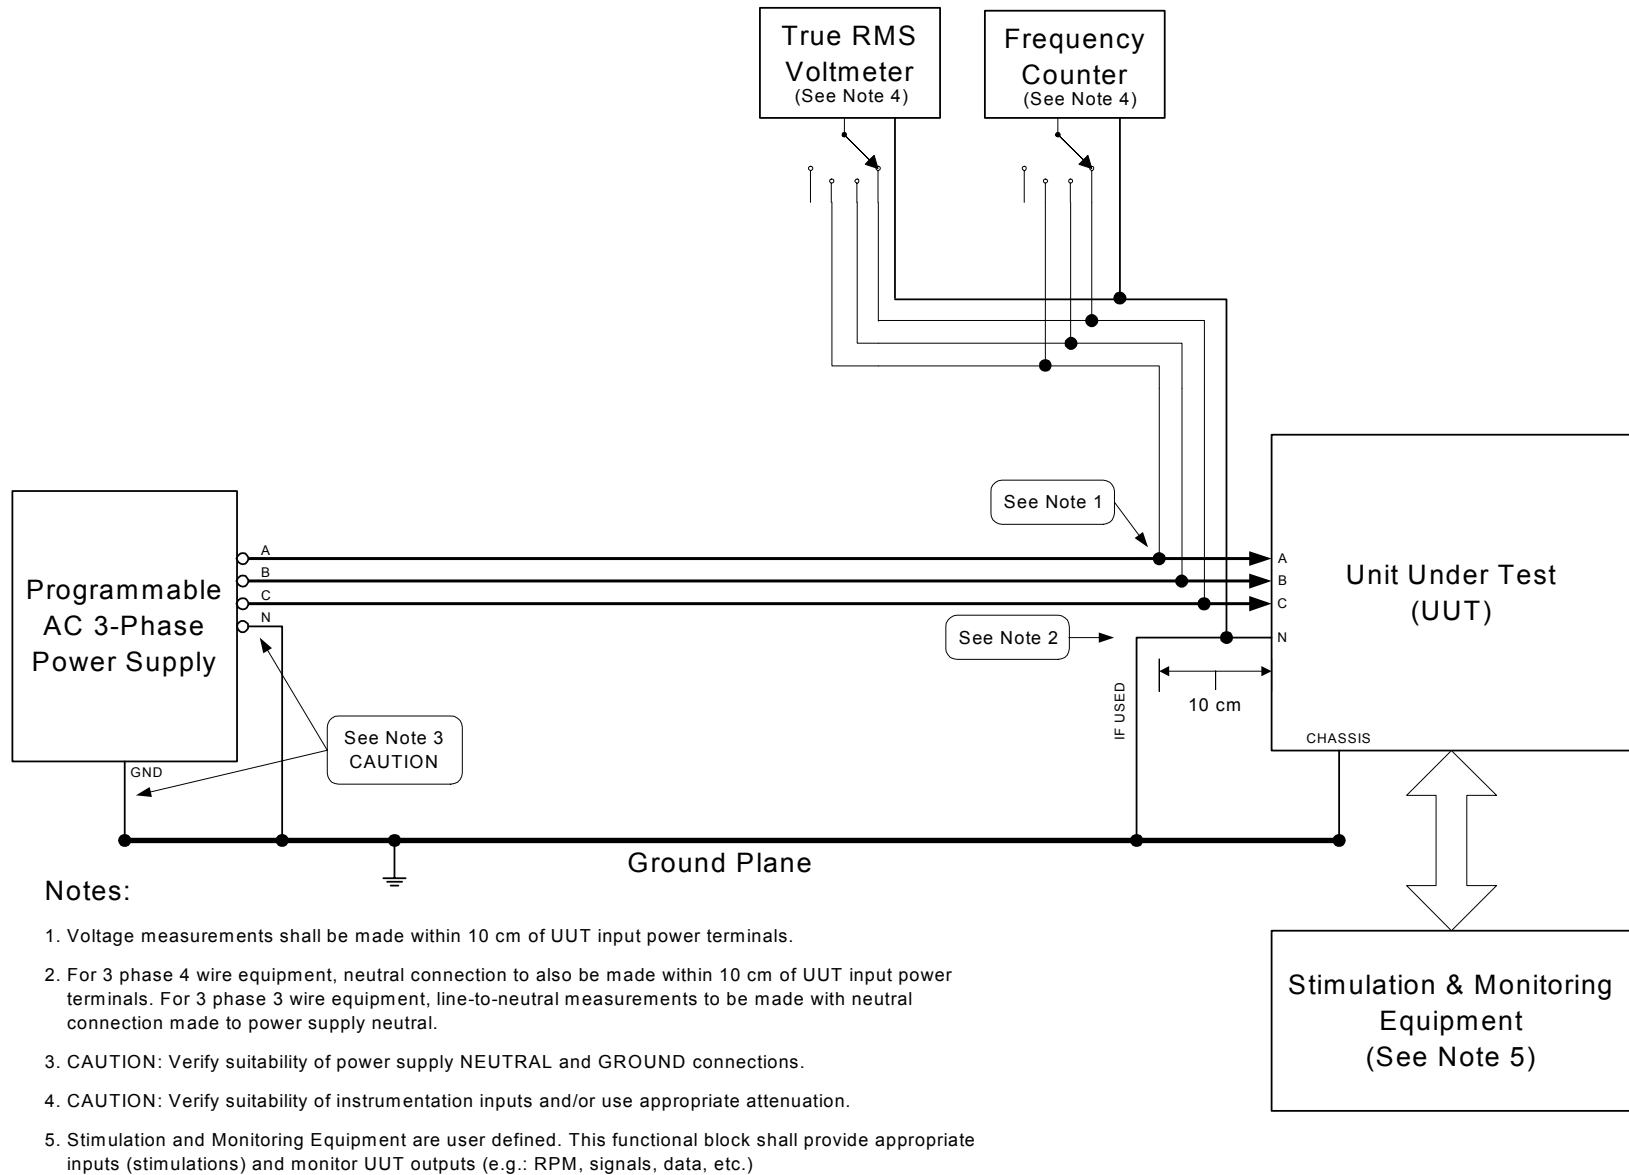 True RMS
Voltmeter
(See Note 4)
Frequency
Counter
(See Note 4)
See Note 1
Programmable
AC 3-Phase
Power Supply
A
B
C
N
A
B
C
N
Unit Under Test
(UUT)
See Note 2
IF USED
10 cm
See Note 3
CAUTION
CHASSIS
GND
Ground Plane
Stimulation & Monitoring
Equipment
(See Note 5)
Notes:
1. Voltage measurements shall be made within 10 cm of UUT input power terminals.
2. For 3 phase 4 wire equipment, neutral connection to also be made within 10 cm of UUT input power
terminals. For 3 phase 3 wire equipment, line-to-neutral measurements to be made with neutral
connection made to power supply neutral.
3. CAUTION: Verify suitability of power supply NEUTRAL and GROUND connections.
4. CAUTION: Verify suitability of instrumentation inputs and/or use appropriate attenuation.
5. Stimulation and Monitoring Equipment are user defined. This functional block shall provide appropriate
inputs (stimulations) and monitor UUT outputs (e.g.: RPM, signals, data, etc.)